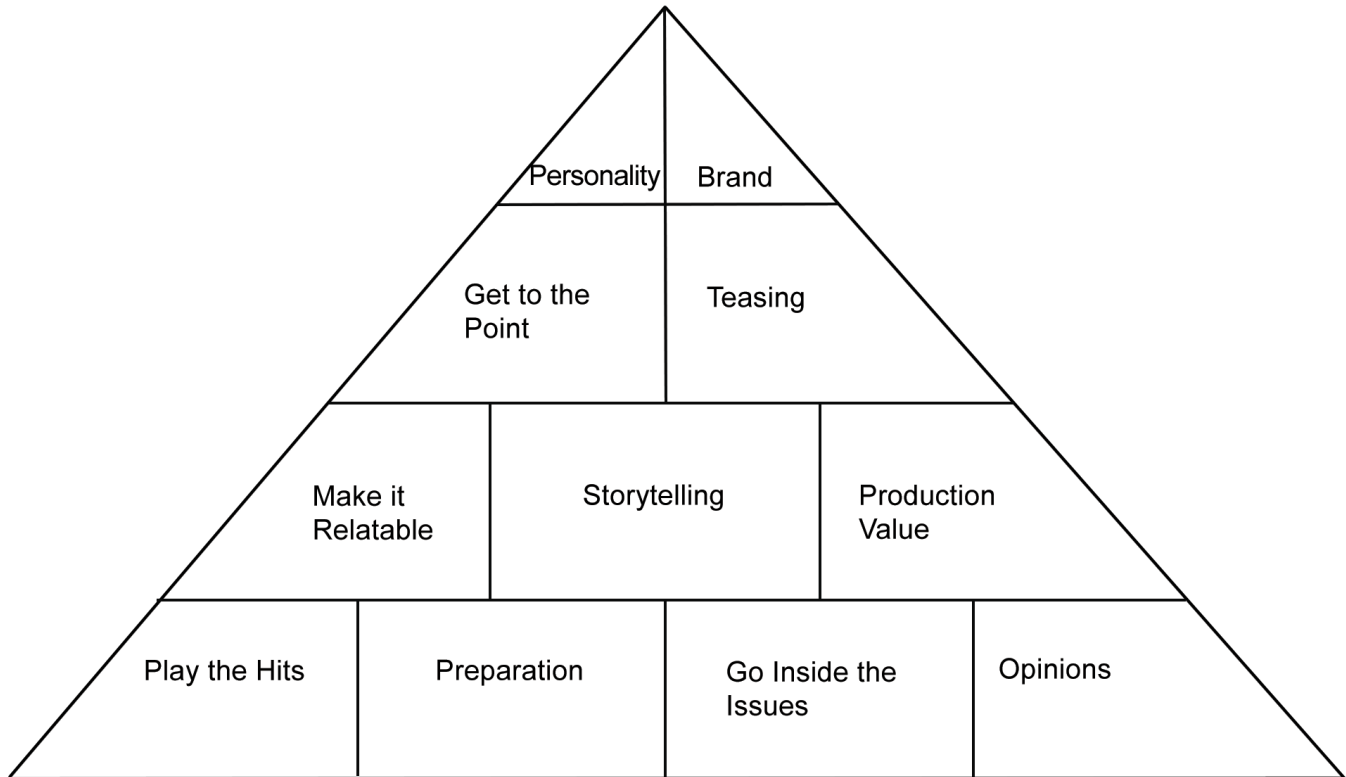 Personality
Brand
Get to the
Point
Teasing
Make it
Relatable
Storytelling
Production
Value
Play the Hits
Preparation
Go Inside the
Issues
Opinions